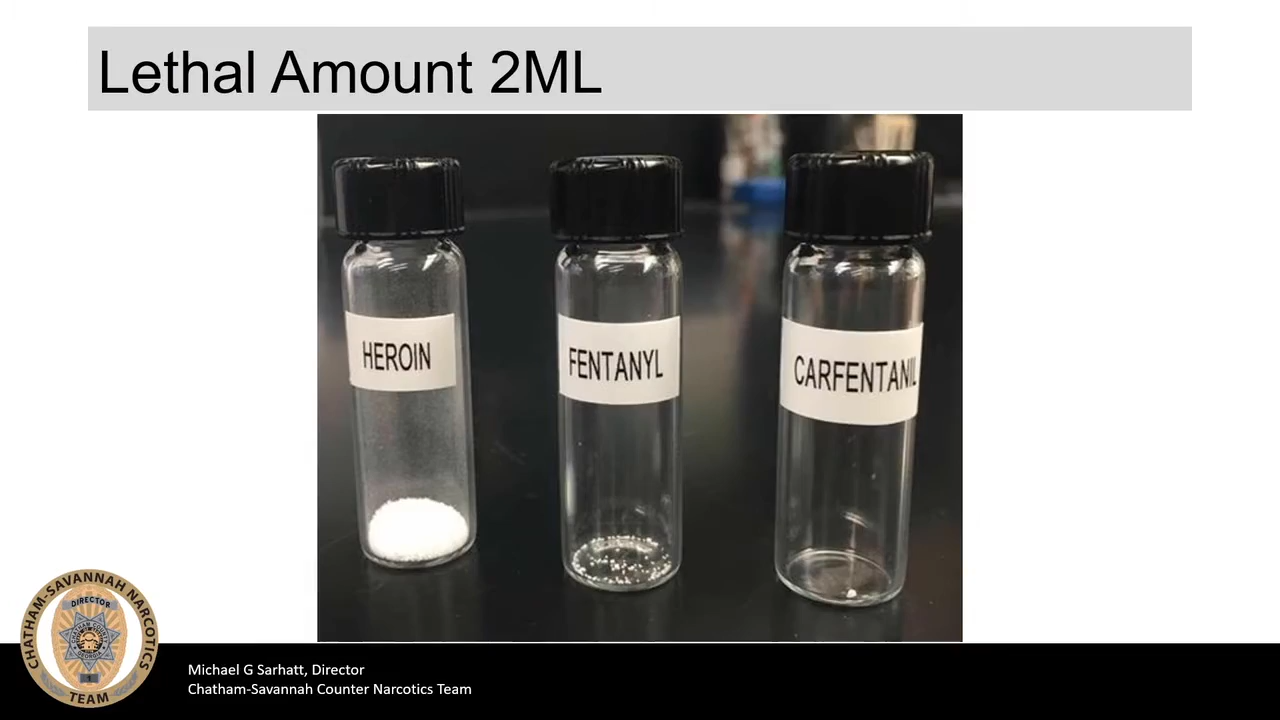 Lethal Amount 2ML
HEROIN
FENTANYL
CARFENTANIL
CHATHAM-SAVANNAH NARCOTICS
DIRECTOR
1
TEAM
Michael G Sarhatt, Director
Chatham-Savannah Counter Narcotics Team